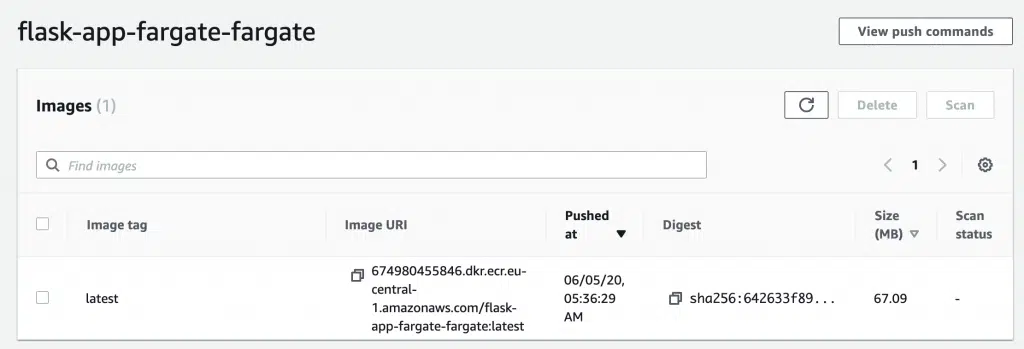 flask-app-fargate-fargate
View push commands
Images (1)
Delete
Scan
Find images
1
Image tag
Image URI
Pushed
at
Digest
Size
(MB)
Scan
status
latest
674980455846.dkr.ecr.eu-
central-
1.amazonaws.com/flask-
app-fargate-fargate:latest
06/05/20,
05:36:29
AM
sha256:642633f89...
67.09
-